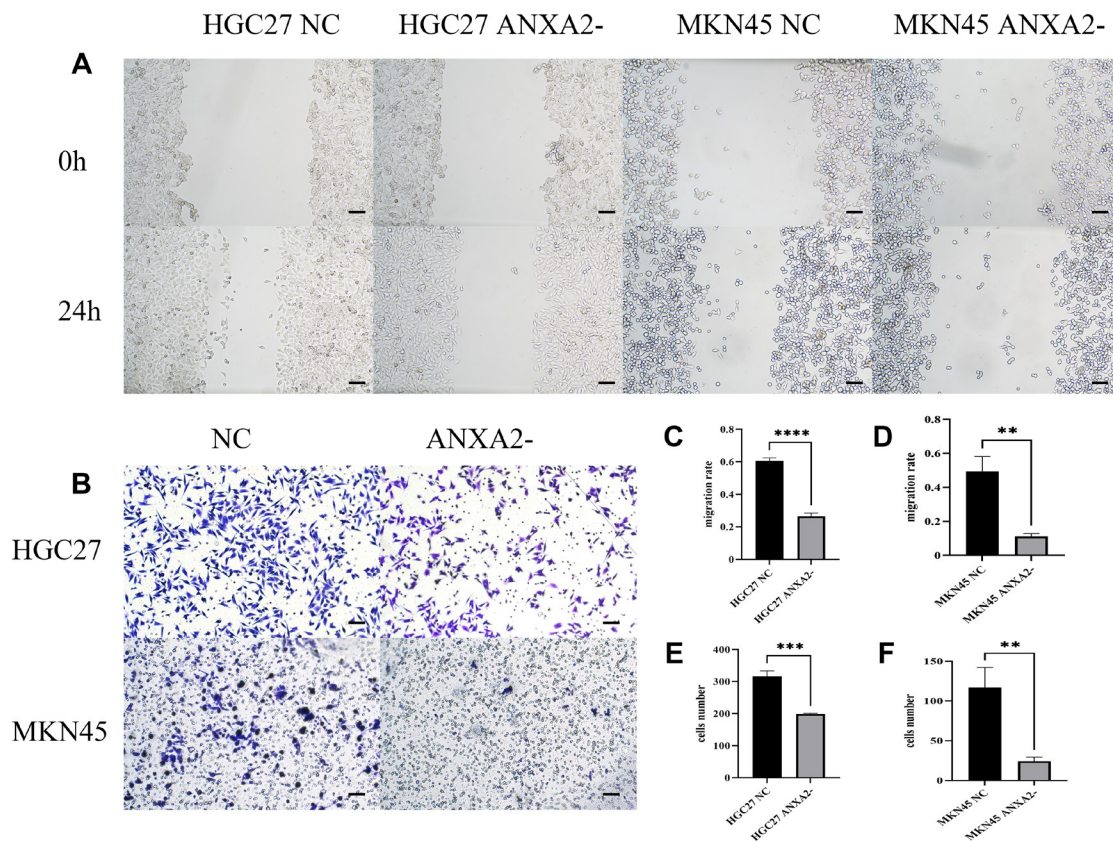 HGC27 NC HGC27 ANXA2- MKN45 NC MKN45 ANXA2-
A
0h
24h
NC ANXA2-
B
HGC27
MKN45
C
****
migration rate
0.8
0.6
0.4
0.2
0
HGC27 NC
HGC27 ANXA2-
D
**
migration rate
0.8
0.6
0.4
0.2
0
MKN45 NC
MKN45 ANXA2-
E
***
cells number
400
300
200
100
0
HGC27 NC
HGC27 ANXA2-
F
**
cells number
150
100
50
0
MKN45 NC
MKN45 ANXA2-